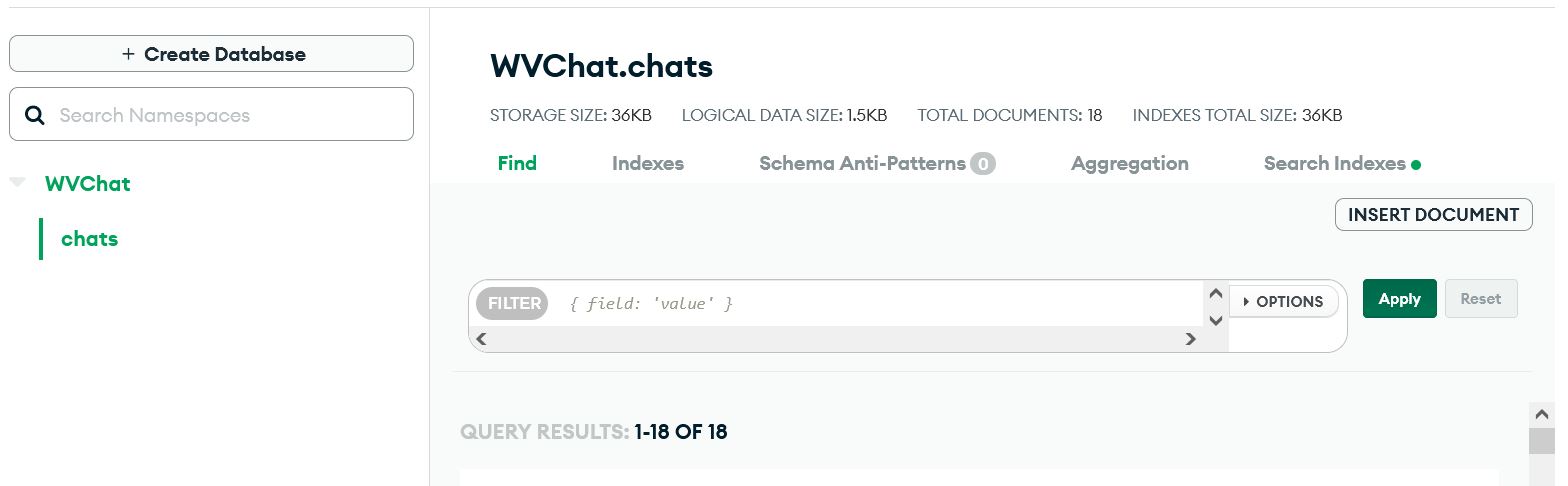 + Create Database
Search Namespaces
WVChat
chats
WVChat.chats
STORAGE SIZE: 36KB LOGICAL DATA SIZE: 1.5KB TOTAL DOCUMENTS: 18 INDEXES TOTAL SIZE: 36KB
Find Indexes Schema Anti-Patterns 0 Aggregation Search Indexes
INSERT DOCUMENT
FILTER { field: 'value' } OPTIONS Apply Reset
QUERY RESULTS: 1-18 OF 18